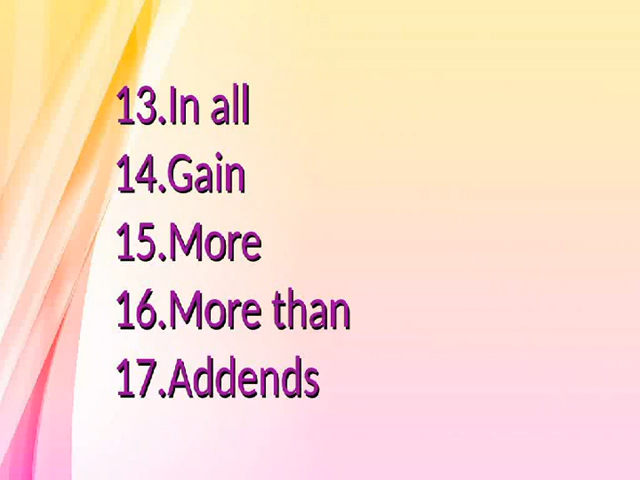 13.In all
14.Gain
15.More
16.More than
17.Addends